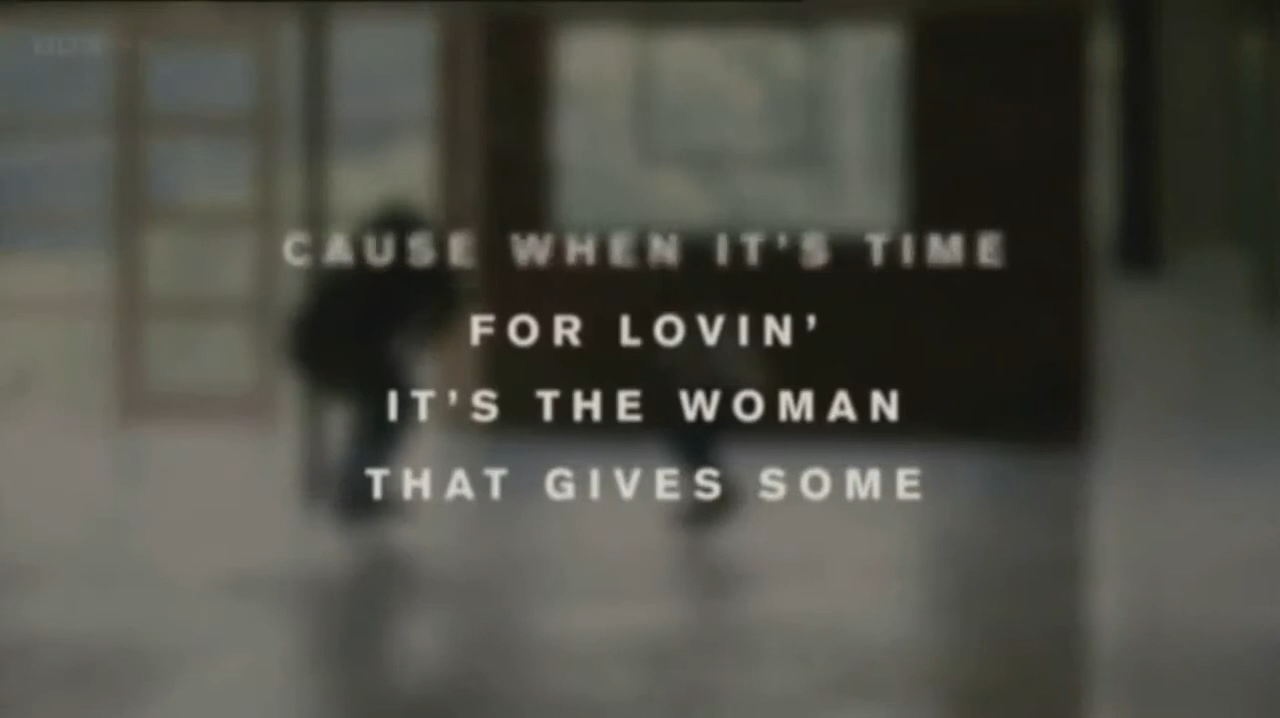 CAUSE WHEN IT'S TIME
FOR LOVIN'
IT'S THE WOMAN
THAT GIVES SOME